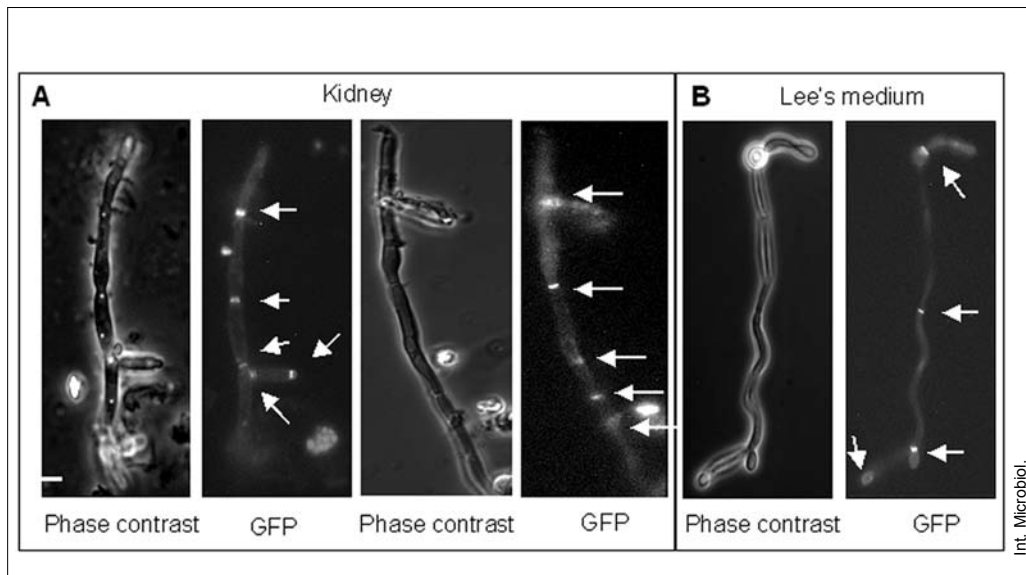 A
Kidney
B
Lee's medium
Phase contrast
GFP
Phase contrast
GFP
Phase contrast
GFP
Int. Microbiol.